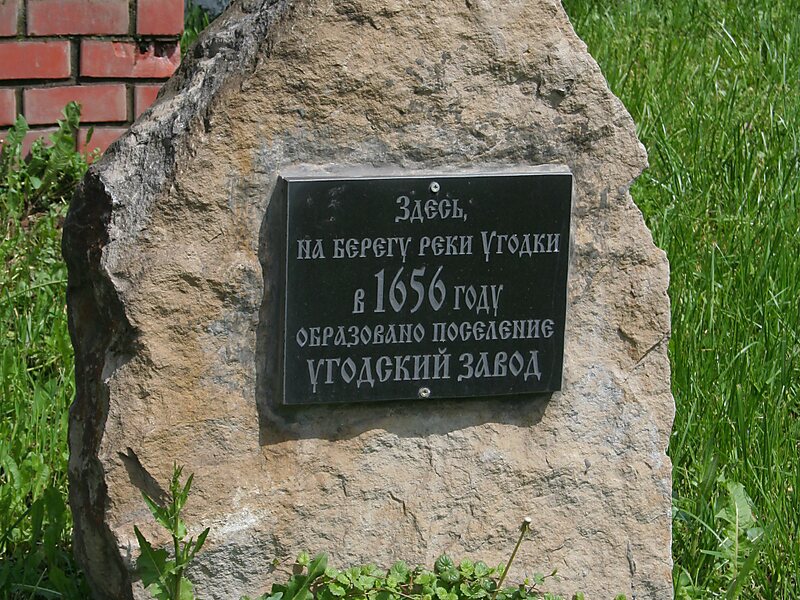 Здесь,
на берегу реки Угодки
в 1656 году
образовано поселение
Угодский завод